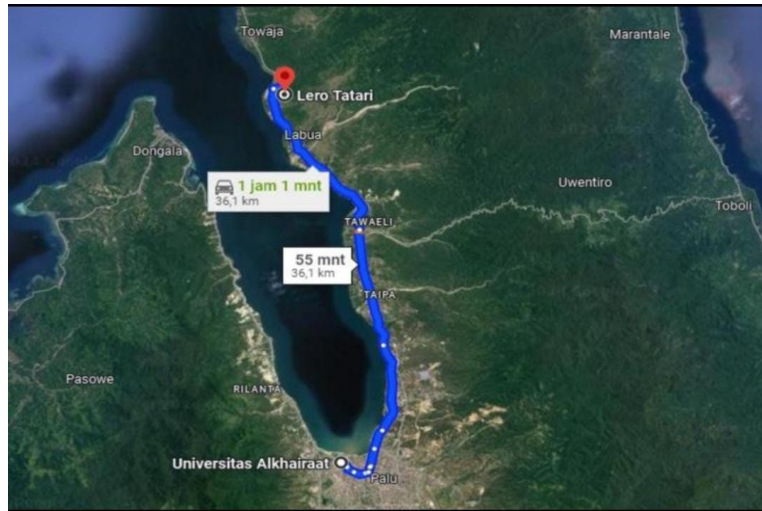 Towaja
Marantale
Lero Tatari
Labua
Dongala
1 jam 1 mnt
36,1 km
Uwentiro
Toboli
TAWAELI
55 mnt
36,1 km
TAIPA
Pasowe
RILANTA
Universitas Alkhairaat
Palu